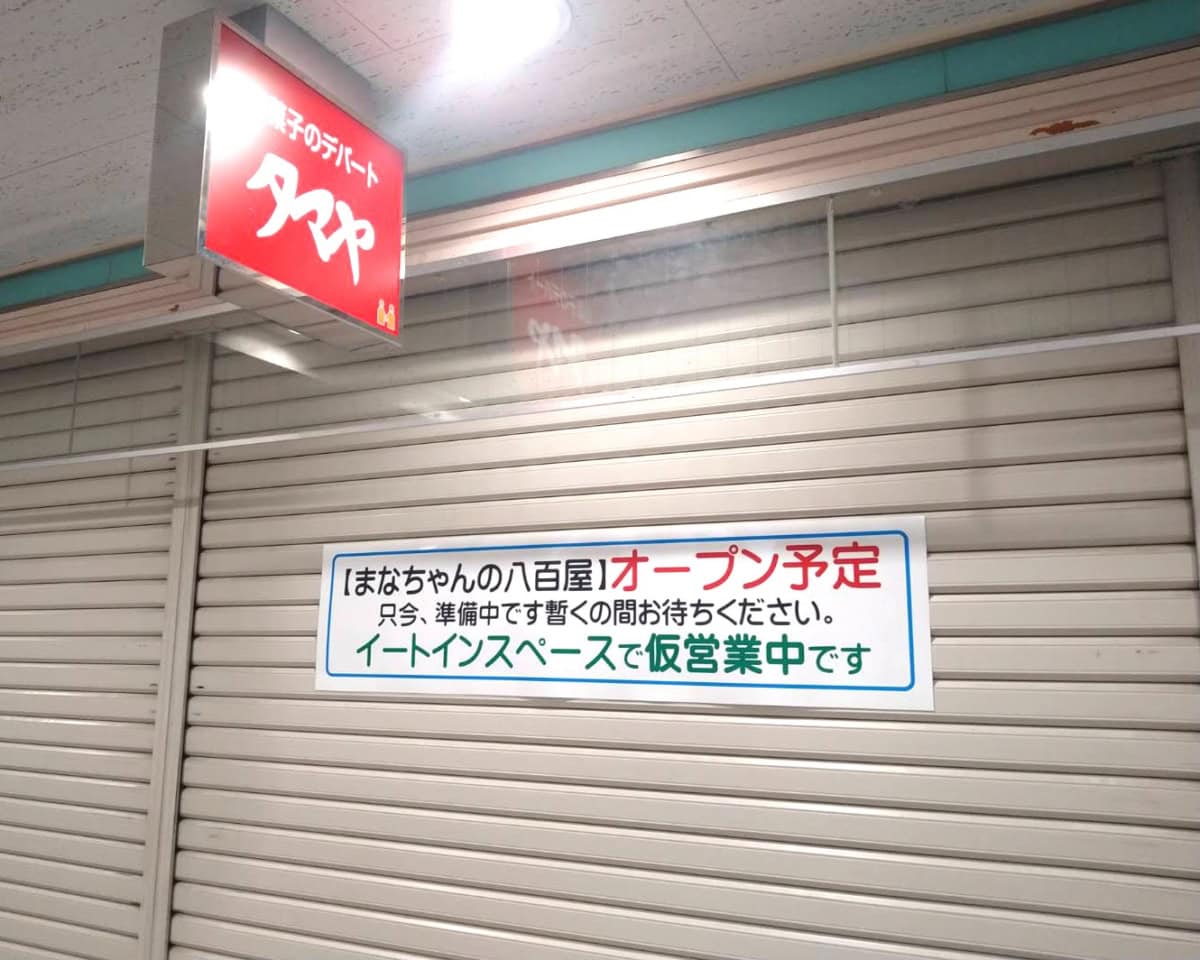 菓子のデパート
タマヤ
【まなちゃんの八百屋】オープン予定
只今、準備中です暫くの間お待ちください。
イートインスペースで仮営業中です